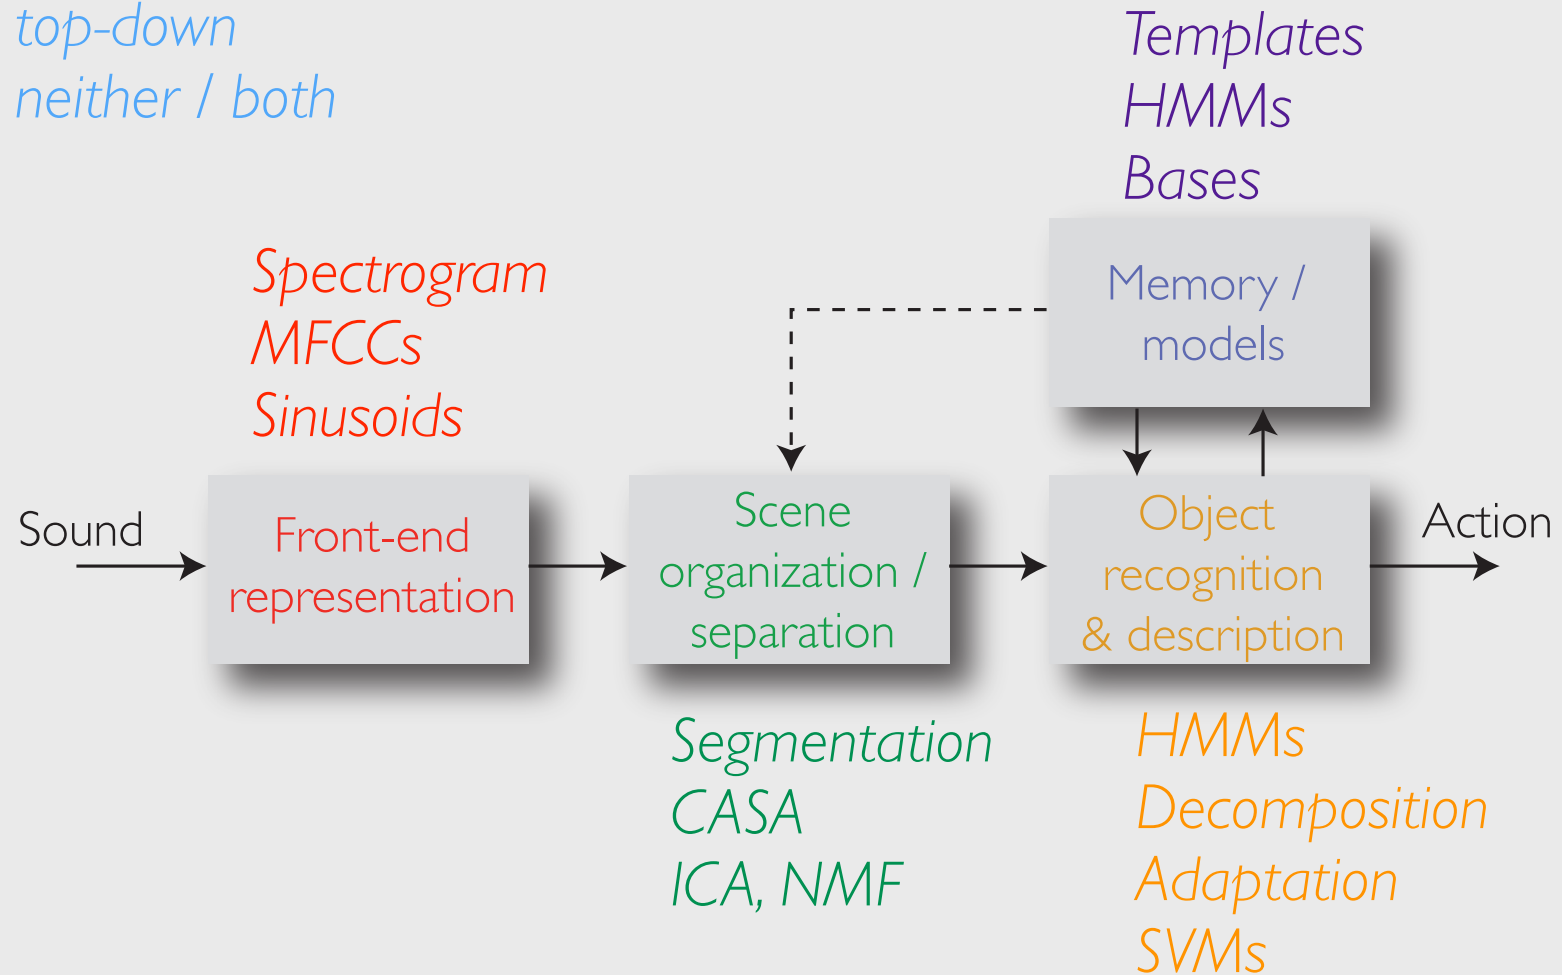 top-down
neither / both
Templates
HMMs
Bases
Spectrogram
MFCCs
Sinusoids
Memory /
models
Sound
Front-end
representation
Scene
organization /
separation
Object
recognition
& description
Action
Segmentation
CASA
ICA, NMF
HMMs
Decomposition
Adaptation
SVMs